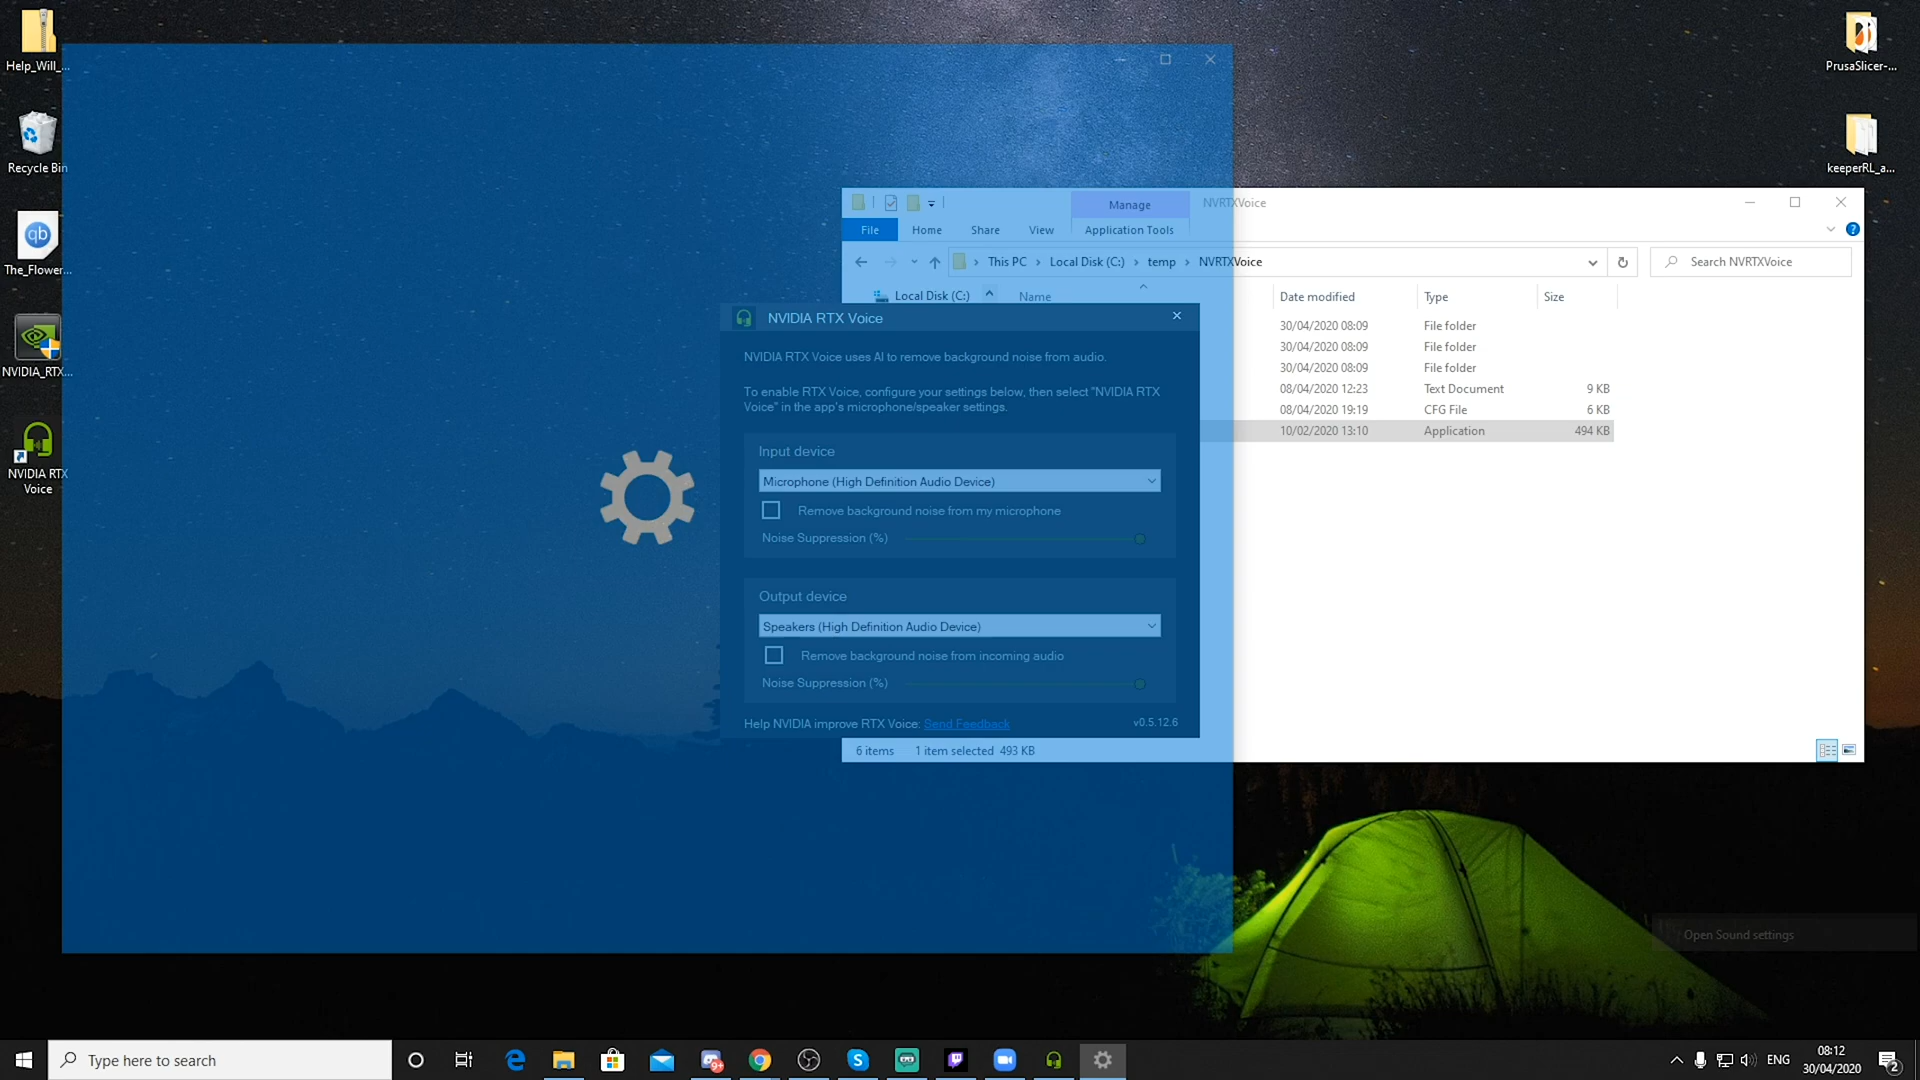 Help_Will_...
Recycle Bin
The_Flower...
NVIDIA_RTX...
NVIDIA RTX
Voice
PrusaSlicer-...
keeperRL_a...
Manage
NVRTXVoice
File
Home
Share
View
Application Tools
This PC
Local Disk (C:)
temp
NVRTXVoice
Search NVRTXVoice
Local Disk (C:)
Name
Date modified
Type
Size
30/04/2020 08:09 File folder
30/04/2020 08:09 File folder
30/04/2020 08:09 File folder
08/04/2020 12:23 Text Document 9 KB
08/04/2020 19:19 CFG File 6 KB
10/02/2020 13:10 Application 494 KB
6 items 1 item selected 493 KB
NVIDIA RTX Voice
NVIDIA RTX Voice uses AI to remove background noise from audio.
To enable RTX Voice, configure your settings below, then select "NVIDIA RTX
Voice" in the app's microphone/speaker settings.
Input device
Microphone (High Definition Audio Device)
Remove background noise from my microphone
Noise Suppression (%)
Output device
Speakers (High Definition Audio Device)
Remove background noise from incoming audio
Noise Suppression (%)
Help NVIDIA improve RTX Voice: Send Feedback
v0.5.12.6
Open Sound settings
Type here to search
9+
ENG
08:12
30/04/2020
2